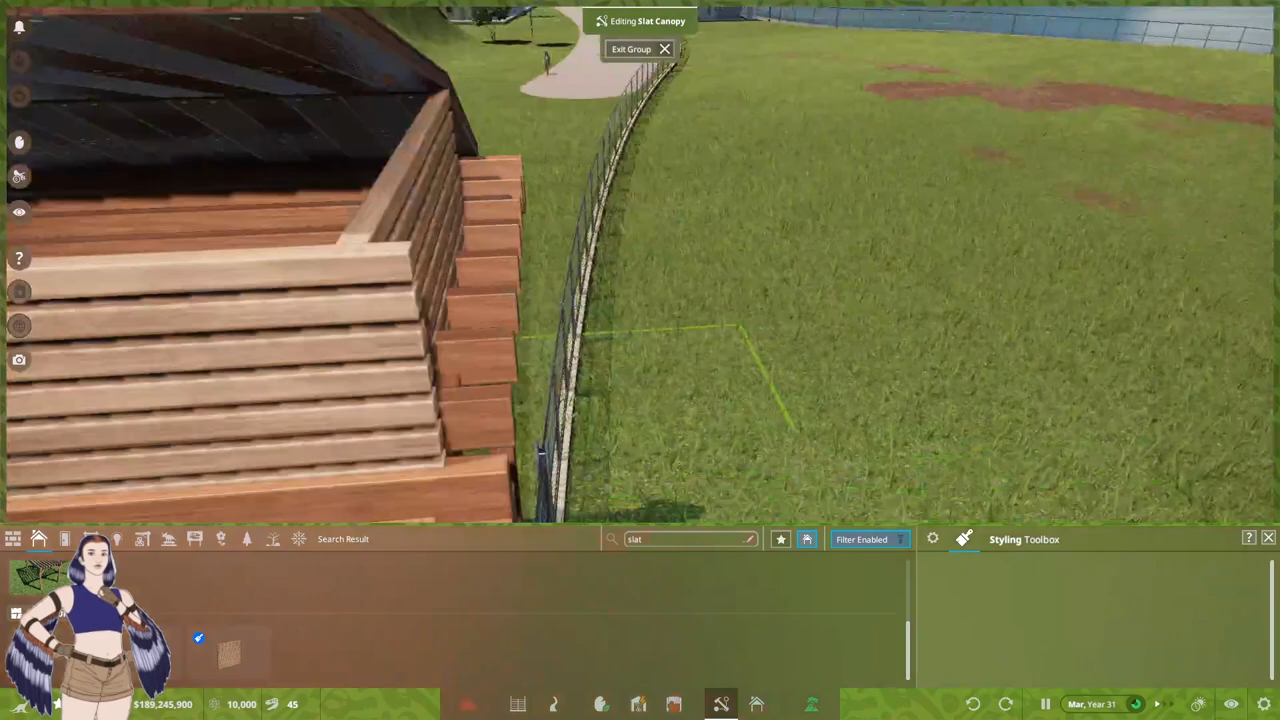 Editing Slat Canopy
Exit Group
?
Search Result
slat
Filter Enabled
Styling Toolbox
?
$189,245,900
10,000
45
Mar, Year 31